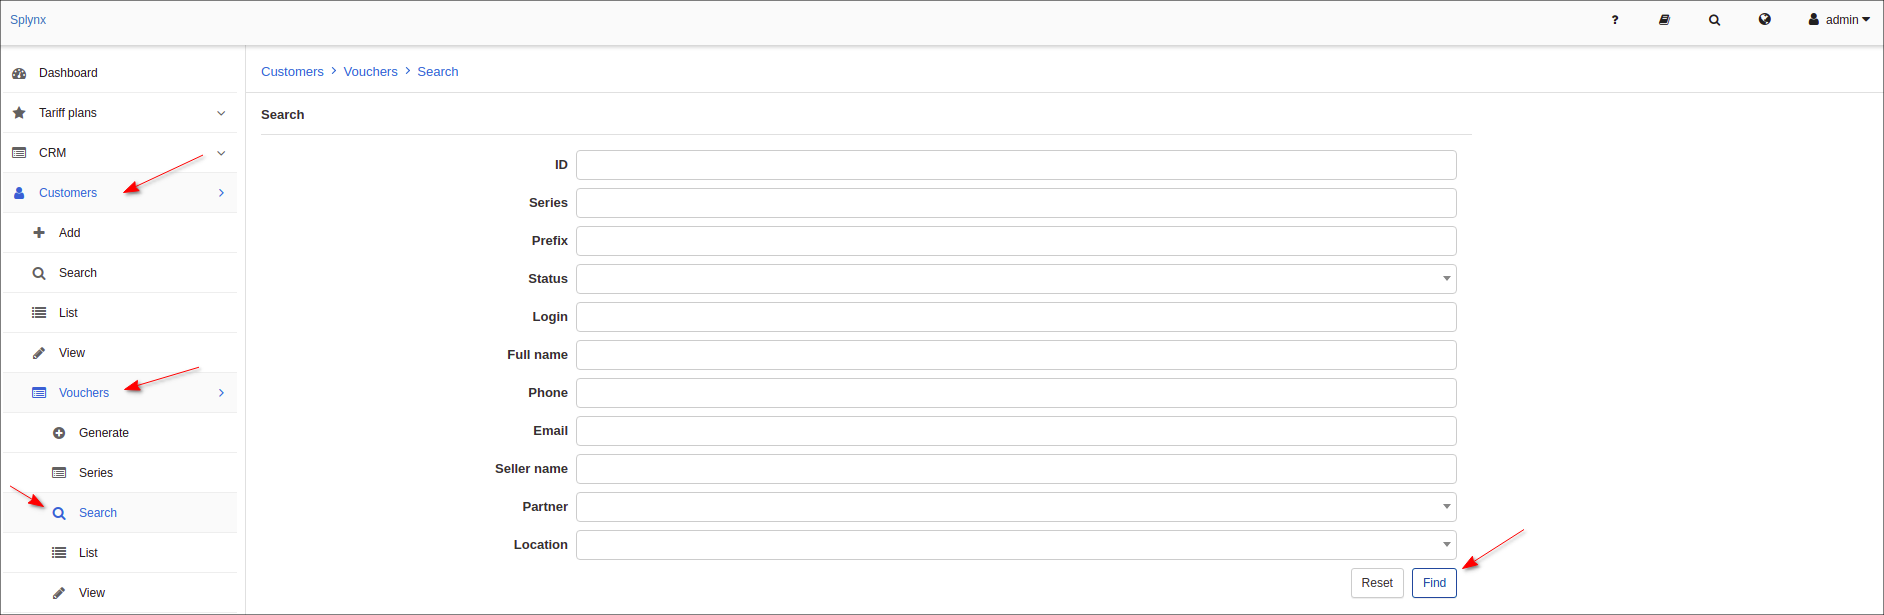 Splynx
? admin
Dashboard
Tariff plans
CRM
Customers
Add
Search
List
View
Vouchers
Generate
Series
Search
List
View
Customers > Vouchers > Search
Search
ID
Series
Prefix
Status
Login
Full name
Phone
Email
Seller name
Partner
Location
Reset Find